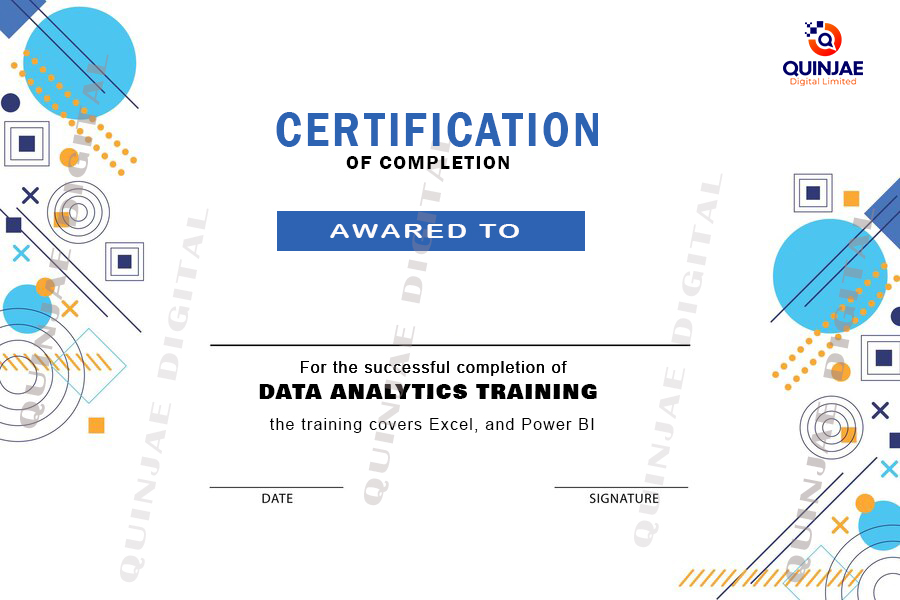 QUINJAE
Digital Limited
CERTIFICATION
OF COMPLETION
AWARED TO
For the successful completion of
DATA ANALYTICS TRAINING
the training covers Excel, and Power BI
DATE
SIGNATURE
QUINJAE DIGITAL
QUINJAE DIGITAL
QUINJAE DIGITAL
QUINJAE DIGITAL
QUINJAE DIGITAL